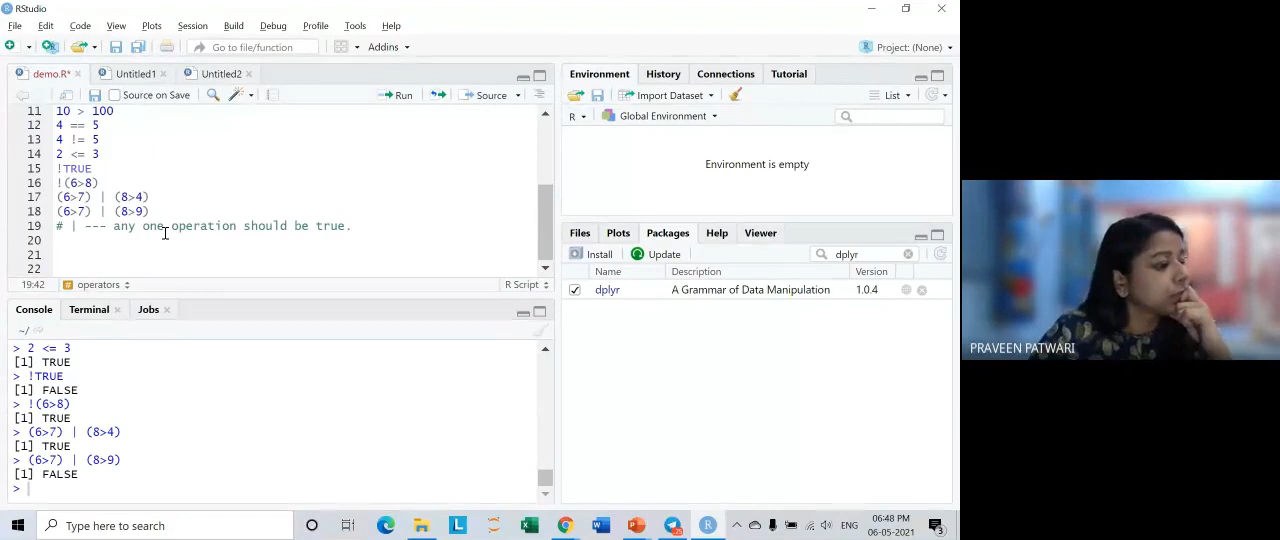 RStudio
File Edit Code View Plots Session Build Debug Profile Tools Help
Go to file/function Addins Project: (None)
demo.R* Untitled1 Untitled2
Source on Save Run Source
11 10 > 100
12 4 == 5
13 4 != 5
14 2 <= 3
15 !TRUE
16 !(6>8)
17 (6>7) | (8>4)
18 (6>7) | (8>9)
19 # | --- any one operation should be true.
20
21
22
19:42 # operators R Script
Console Terminal Jobs
~/
> 2 <= 3
[1] TRUE
> !TRUE
[1] FALSE
> !(6>8)
[1] TRUE
> (6>7) | (8>4)
[1] TRUE
> (6>7) | (8>9)
[1] FALSE
>
Environment History Connections Tutorial
Import Dataset List
R Global Environment
Environment is empty
Files Plots Packages Help Viewer
Install Update dplyr
Name Description Version
dplyr A Grammar of Data Manipulation 1.0.4
PRAVEEN PATWARI
Type here to search
ENG
06:48 PM
06-05-2021
3